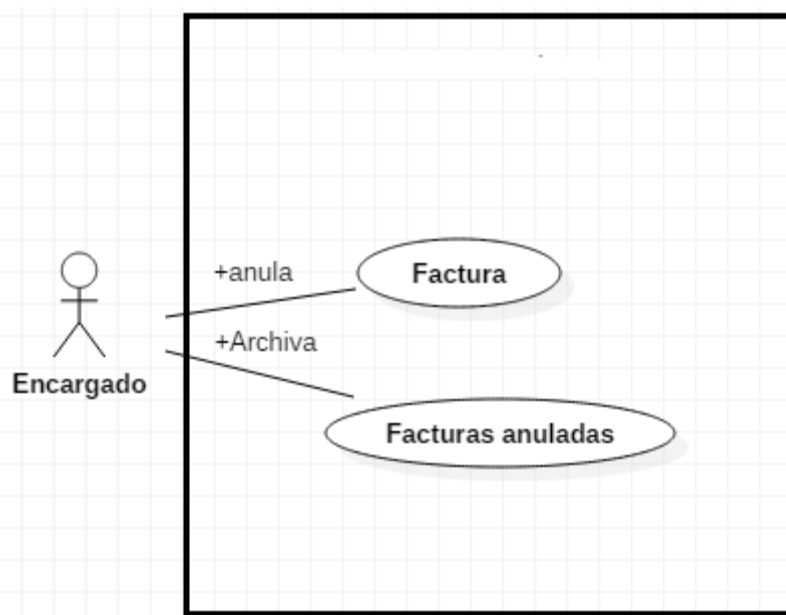 +anula
Factura
+Archiva
Encargado
Facturas anuladas